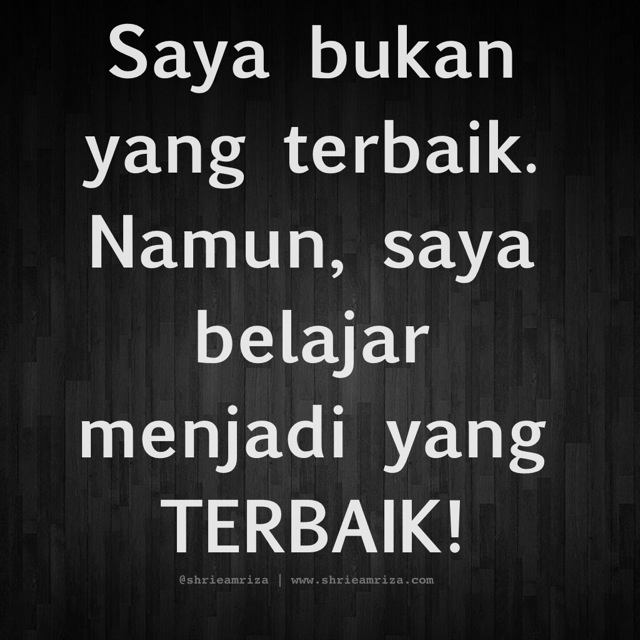 Saya bukan
yang terbaik.
Namun, saya
belajar
menjadi yang
TERBAIK!
@shrieamriza | www.shrieamriza.com